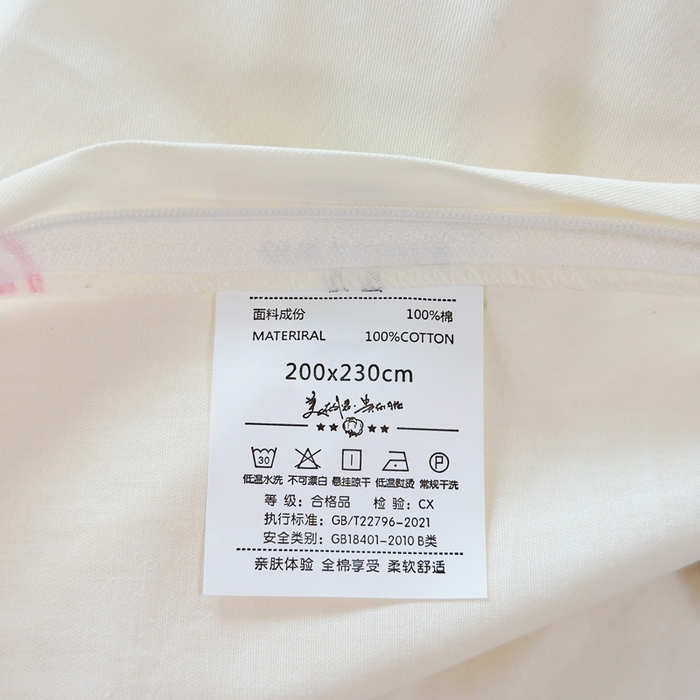 面料成份 100%棉
MATERIRAL 100%COTTON
200x230cm
30
P
低温水洗 不可漂白 悬挂晾干 低温熨烫 常规干洗
等 级：合格品 检 验：CX
执行标准：GB/T22796-2021
安全类别：GB18401-2010 B类
亲肤体验 全棉享受 柔软舒适